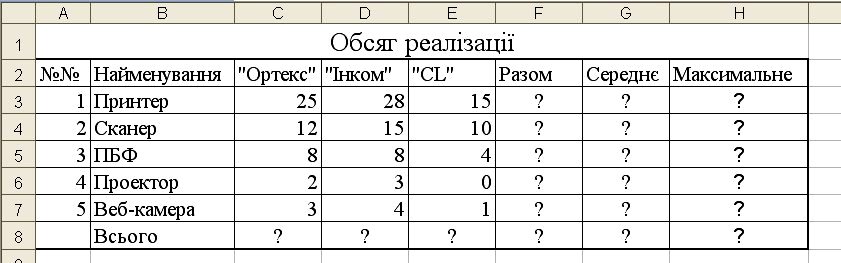 A B C D E F G H
1 Обсяг реалізації
2 №№ Найменування "Ортекс" "Інком" "CL" Разом Середнє Максимальне
3 1 Принтер 25 28 15 ? ? ?
4 2 Сканер 12 15 10 ? ? ?
5 3 ПБФ 8 8 4 ? ? ?
6 4 Проектор 2 3 0 ? ? ?
7 5 Веб-камера 3 4 1 ? ? ?
8 Всього ? ? ? ? ? ?